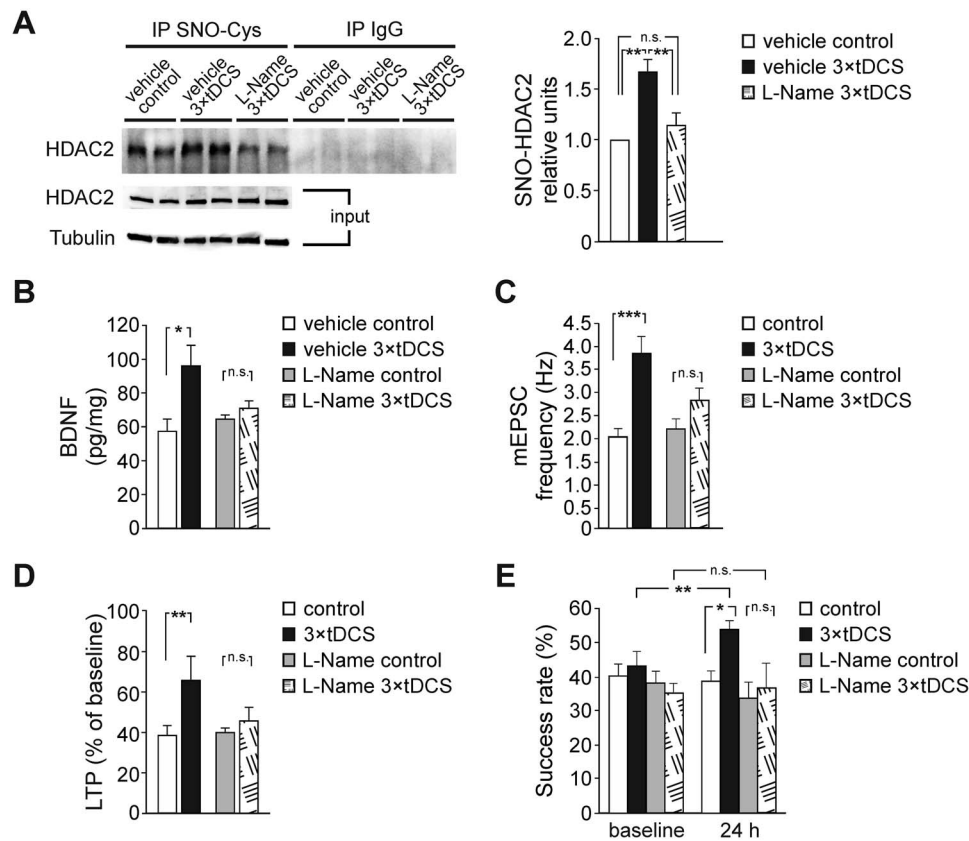 A
IP SNO-Cys
IP IgG
vehicle control
vehicle 3×tDCS
L-Name 3×tDCS
vehicle control
vehicle 3×tDCS
L-Name 3×tDCS
HDAC2
HDAC2
Tubulin
input
SNO-HDAC2
relative units
2.0
1.5
1.0
0.5
0
n.s.
** **
vehicle control
vehicle 3×tDCS
L-Name 3×tDCS
B
BDNF
(pg/mg)
120
100
80
60
40
20
0
*
n.s.
vehicle control
vehicle 3×tDCS
L-Name control
L-Name 3×tDCS
C
mEPSC
frequency (Hz)
4.5
4.0
3.5
3.0
2.5
2.0
1.5
1.0
0.5
0
***
n.s.
control
3×tDCS
L-Name control
L-Name 3×tDCS
D
LTP (% of baseline)
100
80
60
40
20
0
**
n.s.
control
3×tDCS
L-Name control
L-Name 3×tDCS
E
Success rate (%)
60
50
40
30
20
10
0
n.s.
**
*
n.s.
baseline
24 h
control
3×tDCS
L-Name control
L-Name 3×tDCS